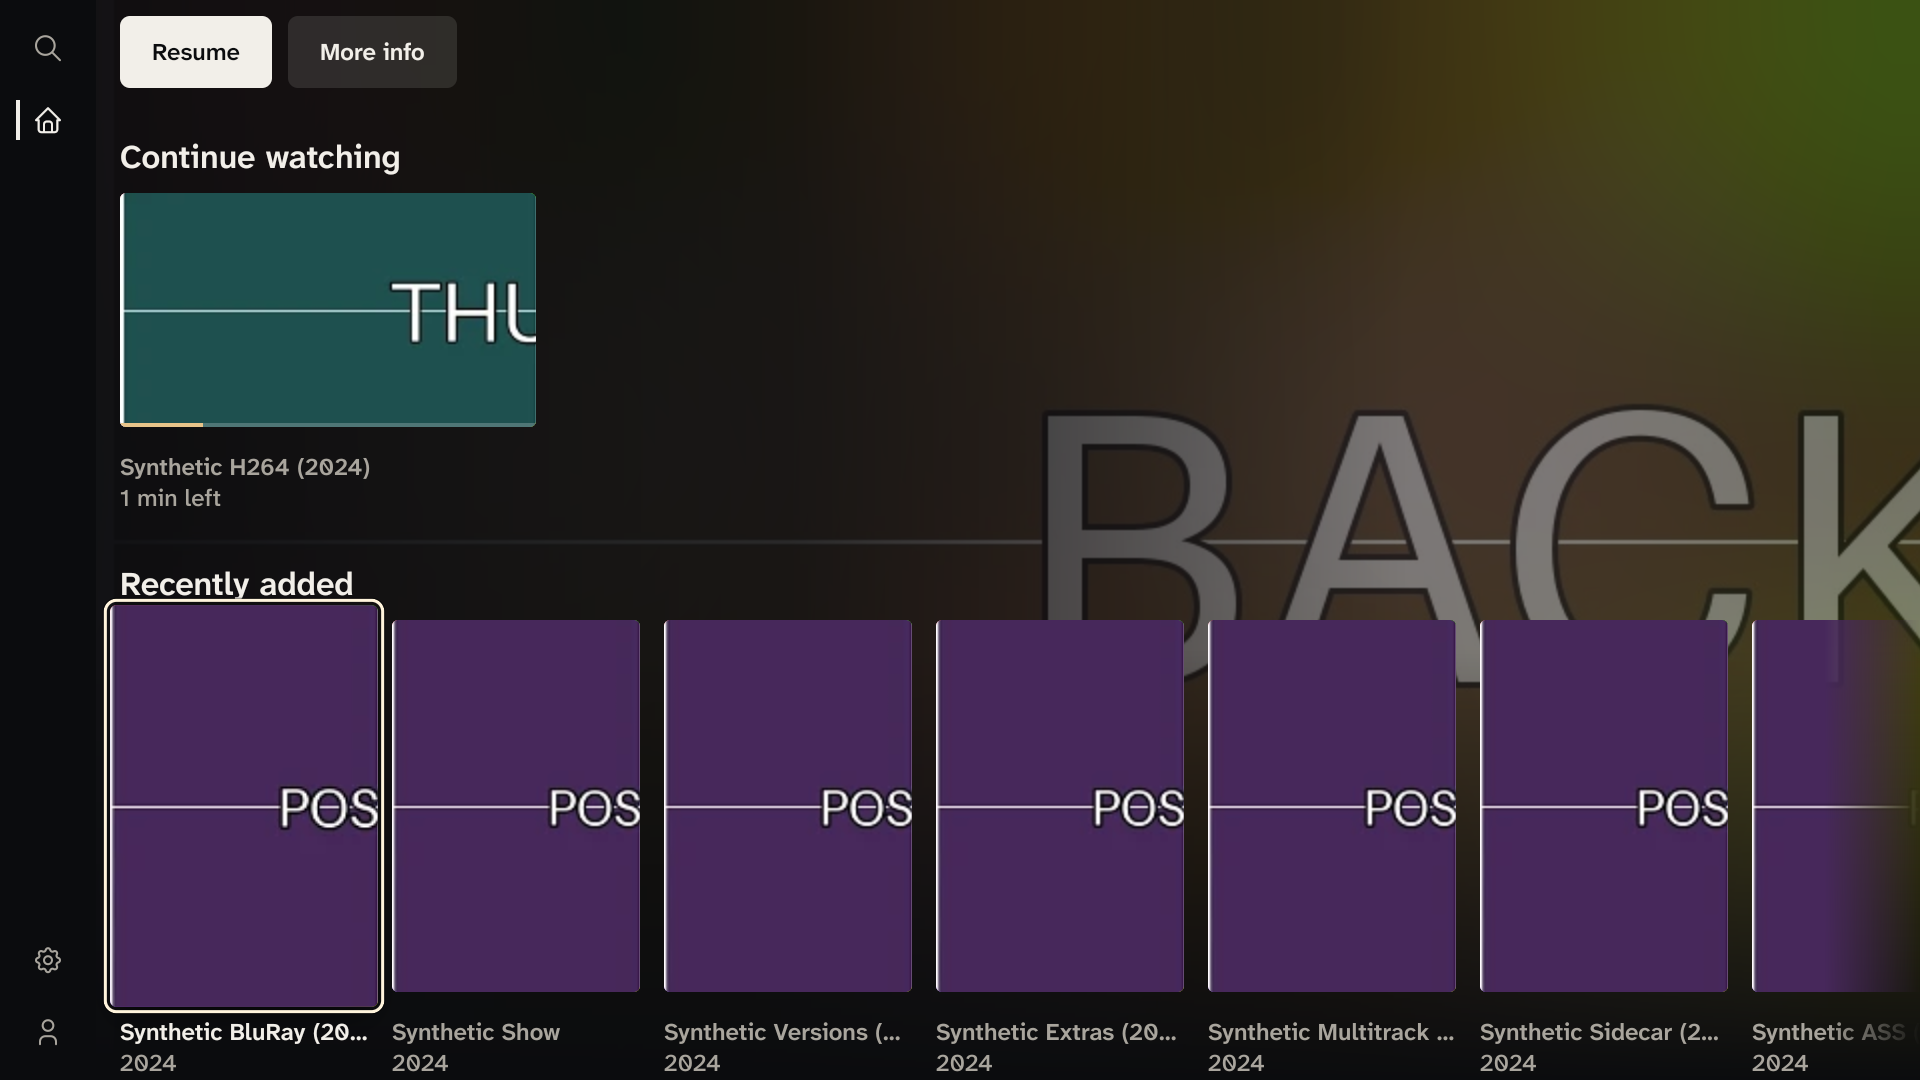 Resume
More info
Continue watching
THU
Synthetic H264 (2024)
1 min left
BACK
Recently added
POS
POS
POS
POS
POS
POS
Synthetic BluRay (20...
2024
Synthetic Show
2024
Synthetic Versions (...
2024
Synthetic Extras (20...
2024
Synthetic Multitrack ...
2024
Synthetic Sidecar (2...
2024
Synthetic ASS
2024